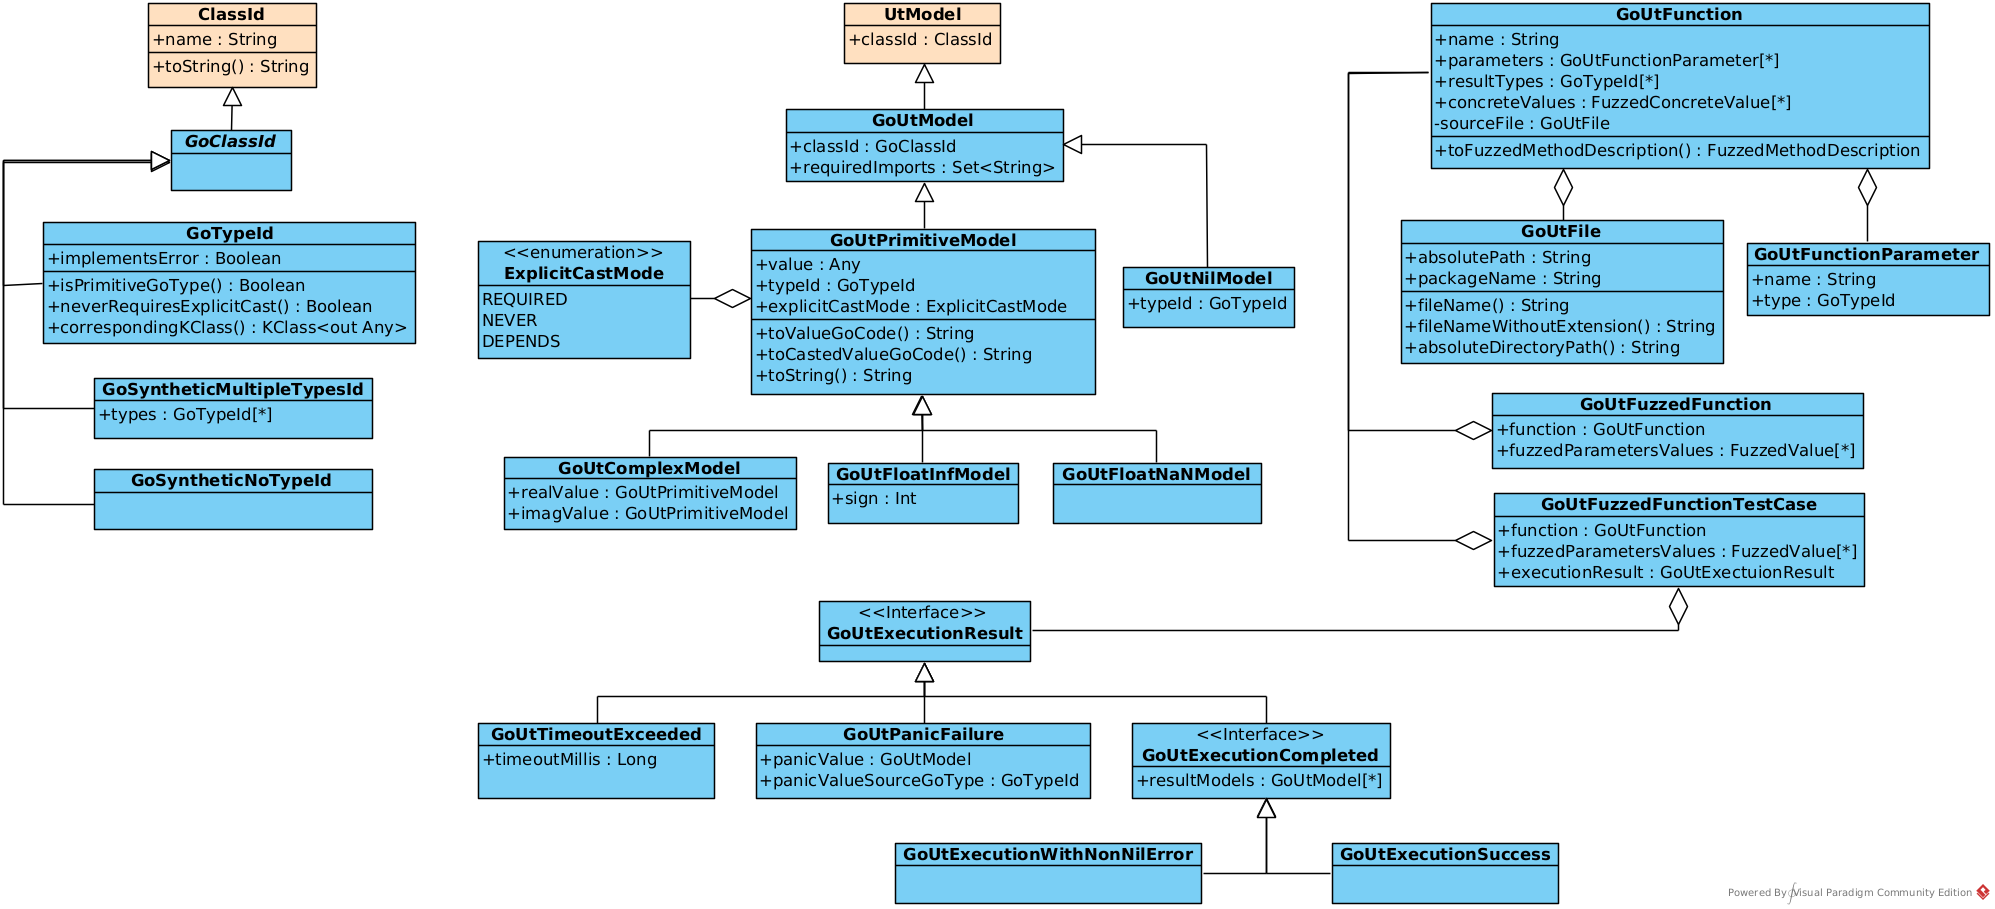 ClassId
+name : String
+toString() : String
GoClassId
GoTypeId
+implementsError : Boolean
+isPrimitiveGoType() : Boolean
+neverRequiresExplicitCast() : Boolean
+correspondingKClass() : KClass<out Any>
GoSyntheticMultipleTypesId
+types : GoTypeId[*]
GoSyntheticNoTypeId
UtModel
+classId : ClassId
GoUtModel
+classId : GoClassId
+requiredImports : Set<String>
<<enumeration>>
ExplicitCastMode
REQUIRED
NEVER
DEPENDS
GoUtPrimitiveModel
+value : Any
+typeId : GoTypeId
+explicitCastMode : ExplicitCastMode
+toValueGoCode() : String
+toCastedValueGoCode() : String
+toString() : String
GoUtNilModel
+typeId : GoTypeId
GoUtComplexModel
+realValue : GoUtPrimitiveModel
+imagValue : GoUtPrimitiveModel
GoUtFloatInfModel
+sign : Int
GoUtFloatNaNModel
GoUtFunction
+name : String
+parameters : GoUtFunctionParameter[*]
+resultTypes : GoTypeId[*]
+concreteValues : FuzzedConcreteValue[*]
-sourceFile : GoUtFile
+toFuzzedMethodDescription() : FuzzedMethodDescription
GoUtFile
+absolutePath : String
+packageName : String
+fileName() : String
+fileNameWithoutExtension() : String
+absoluteDirectoryPath() : String
GoUtFunctionParameter
+name : String
+type : GoTypeId
GoUtFuzzedFunction
+function : GoUtFunction
+fuzzedParametersValues : FuzzedValue[*]
GoUtFuzzedFunctionTestCase
+function : GoUtFunction
+fuzzedParametersValues : FuzzedValue[*]
+executionResult : GoUtExectuionResult
<<Interface>>
GoUtExecutionResult
GoUtTimeoutExceeded
+timeoutMillis : Long
GoUtPanicFailure
+panicValue : GoUtModel
+panicValueSourceGoType : GoTypeId
<<Interface>>
GoUtExecutionCompleted
+resultModels : GoUtModel[*]
GoUtExecutionWithNonNilError
GoUtExecutionSuccess
Powered By Visual Paradigm Community Edition